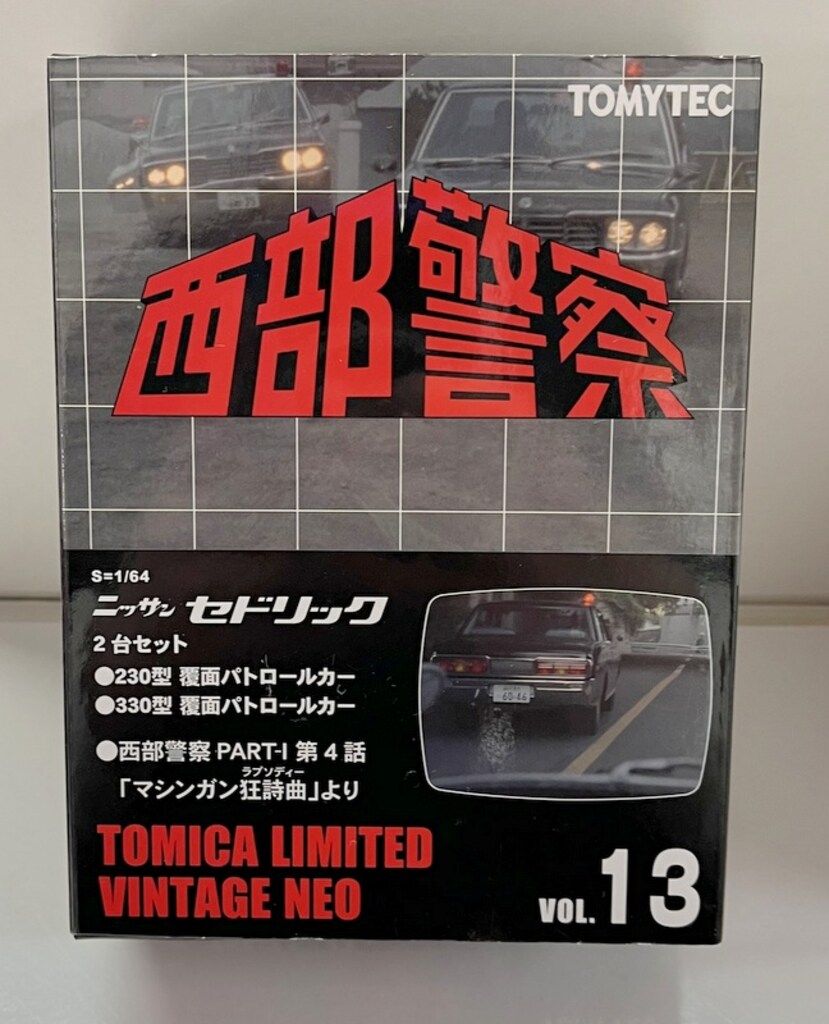 TOMYTEC
西部警察
S=1/64
ニッサン セドリック
2台セット
●230型 覆面パトロールカー
●330型 覆面パトロールカー
●西部警察 PART-I 第4話
ラプソディー
「マシンガン狂詩曲」より
60-46
TOMICA LIMITED
VINTAGE NEO
VOL.13